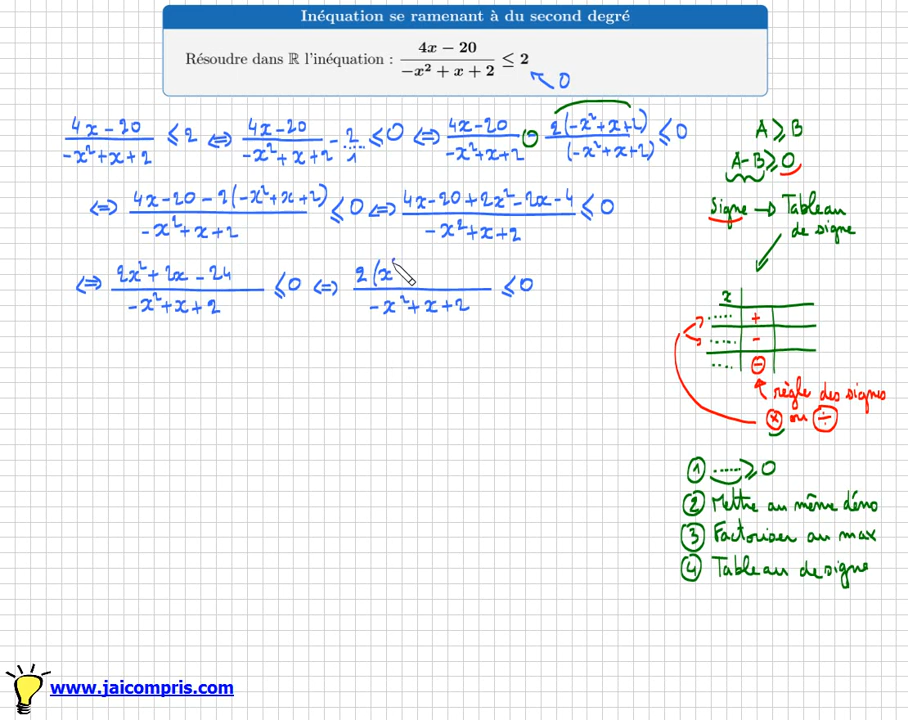 Inéquation se ramenant à du second degré
Résoudre dans ℝ l'inéquation : (4x − 20)/(−x² + x + 2) ≤ 2
0
(4x-20)/(-x²+x+2) ≤ 2 ⇔ (4x-20)/(-x²+x+2) - 2/1 ≤ 0 ⇔ (4x-20)/(-x²+x+2) - 2(-x²+x+2)/(-x²+x+2) ≤ 0
⇔ (4x-20-2(-x²+x+2))/(-x²+x+2) ≤ 0 ⇔ (4x-20+2x²-2x-4)/(-x²+x+2) ≤ 0
⇔ (2x²+2x-24)/(-x²+x+2) ≤ 0 ⇔ 2(x²/(-x²+x+2) ≤ 0
A ≥ B
A-B ≥ 0
Signe → Tableau
de signe
x
..... +
..... -
.... -
règle des signes
× ou ÷
① ...... ≥ 0
② Mettre au même déno
③ Factoriser au max
④ Tableau de signe
www.jaicompris.com